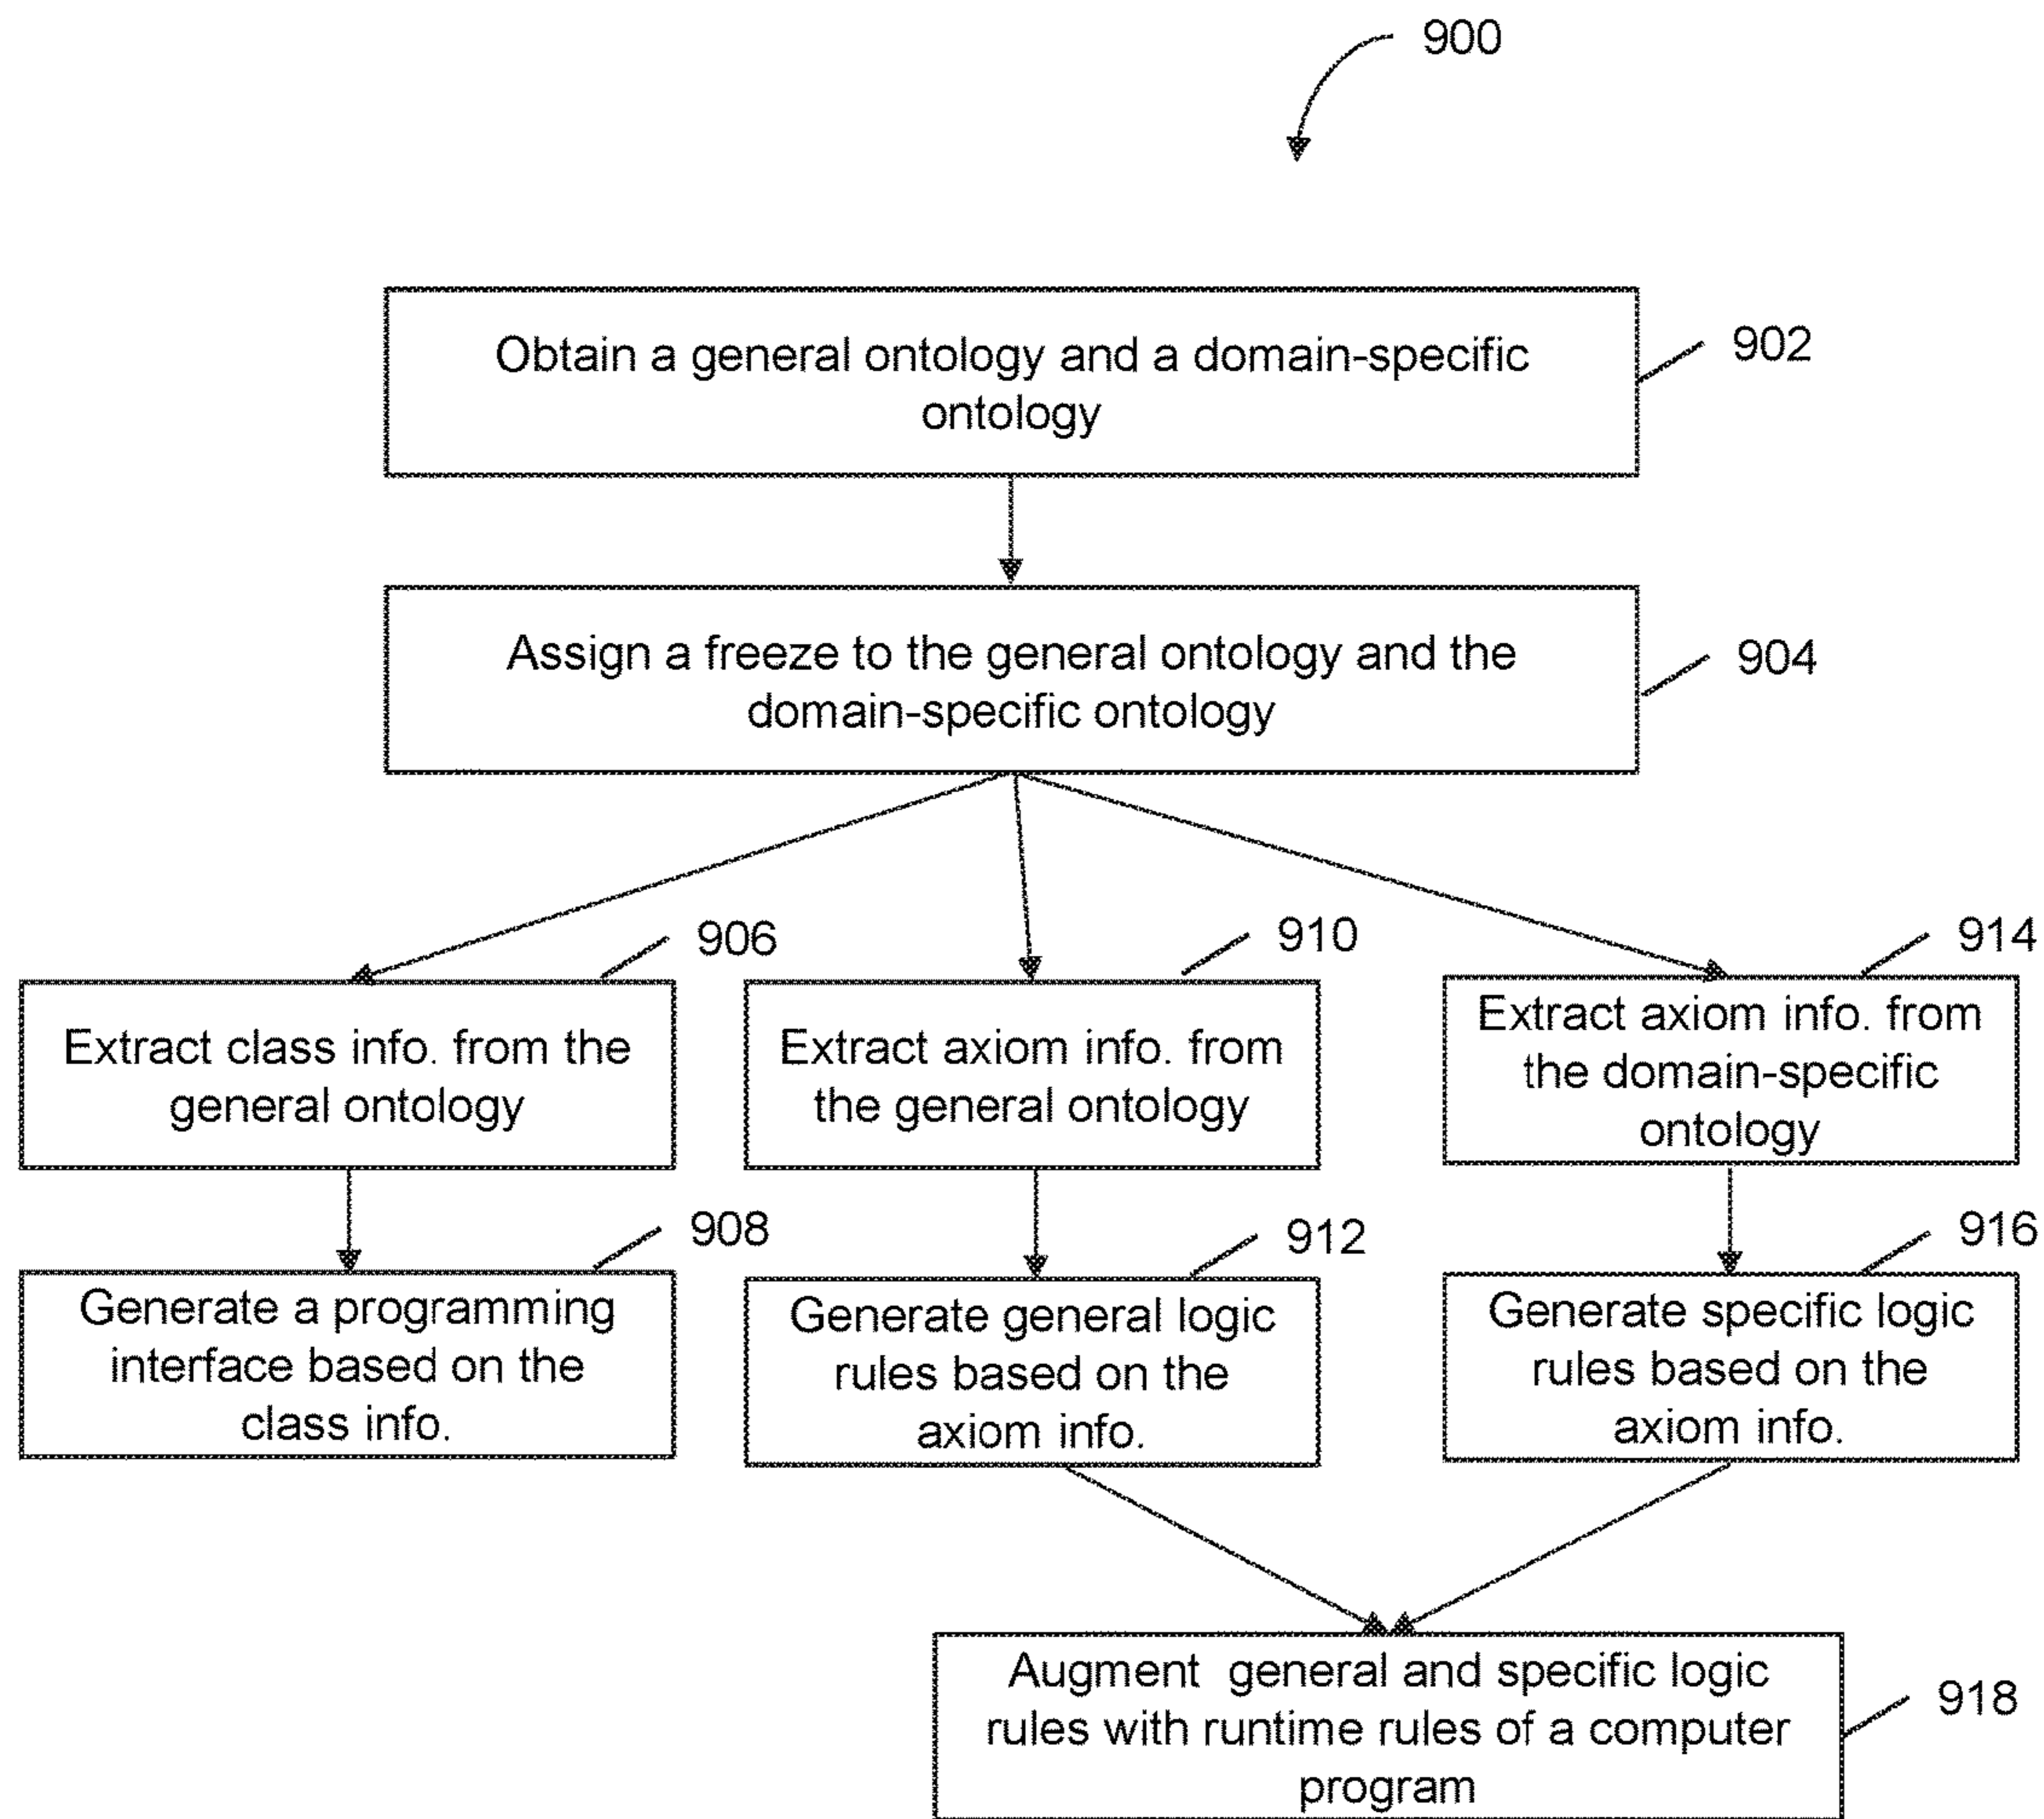 900
Obtain a general ontology and a domain-specific
ontology
902
Assign a freeze to the general ontology and the
domain-specific ontology
904
906
Extract class info. from the
general ontology
910
Extract axiom info. from
the general ontology
914
Extract axiom info. from
the domain-specific
ontology
908
Generate a programming
interface based on the
class info.
912
Generate general logic
rules based on the
axiom info.
916
Generate specific logic
rules based on the
axiom info.
Augment general and specific logic
rules with runtime rules of a computer
program
918